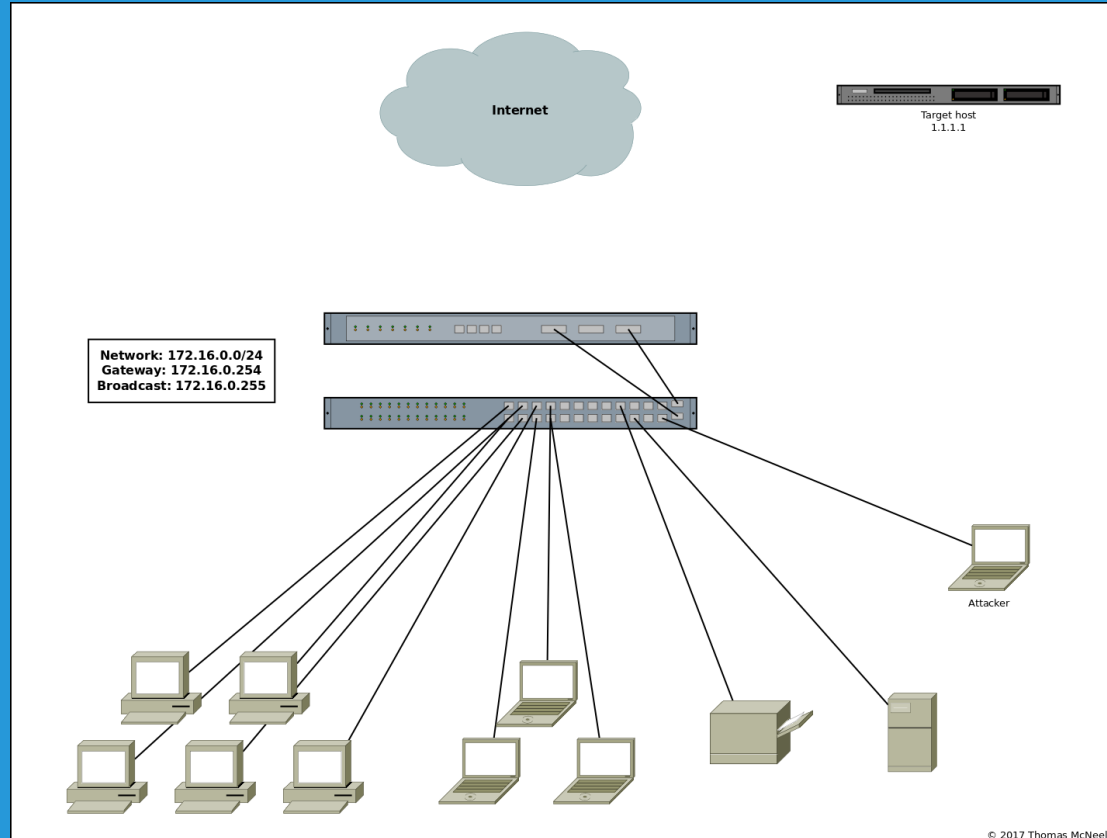 Internet
Target host
1.1.1.1
Network: 172.16.0.0/24
Gateway: 172.16.0.254
Broadcast: 172.16.0.255
Attacker
© 2017 Thomas McNeel